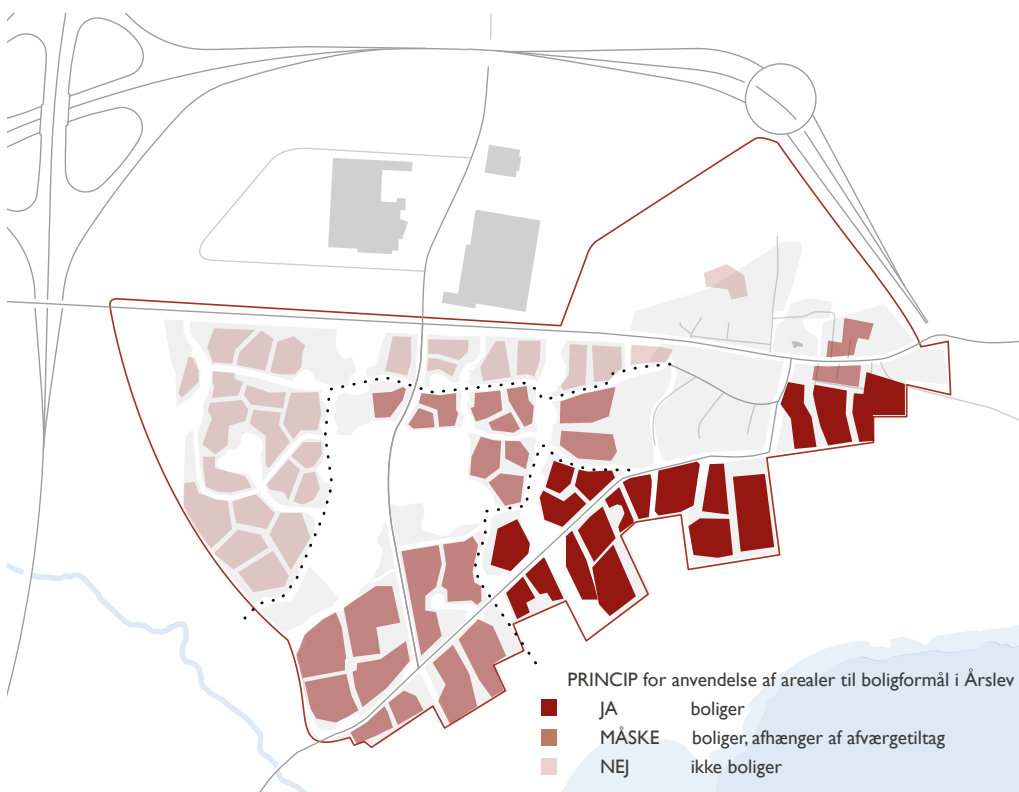 PRINCIP for anvendelse af arealer til boligformål i Årslev
JA boliger
MÅSKE boliger, afhænger af afværgetiltag
NEJ ikke boliger